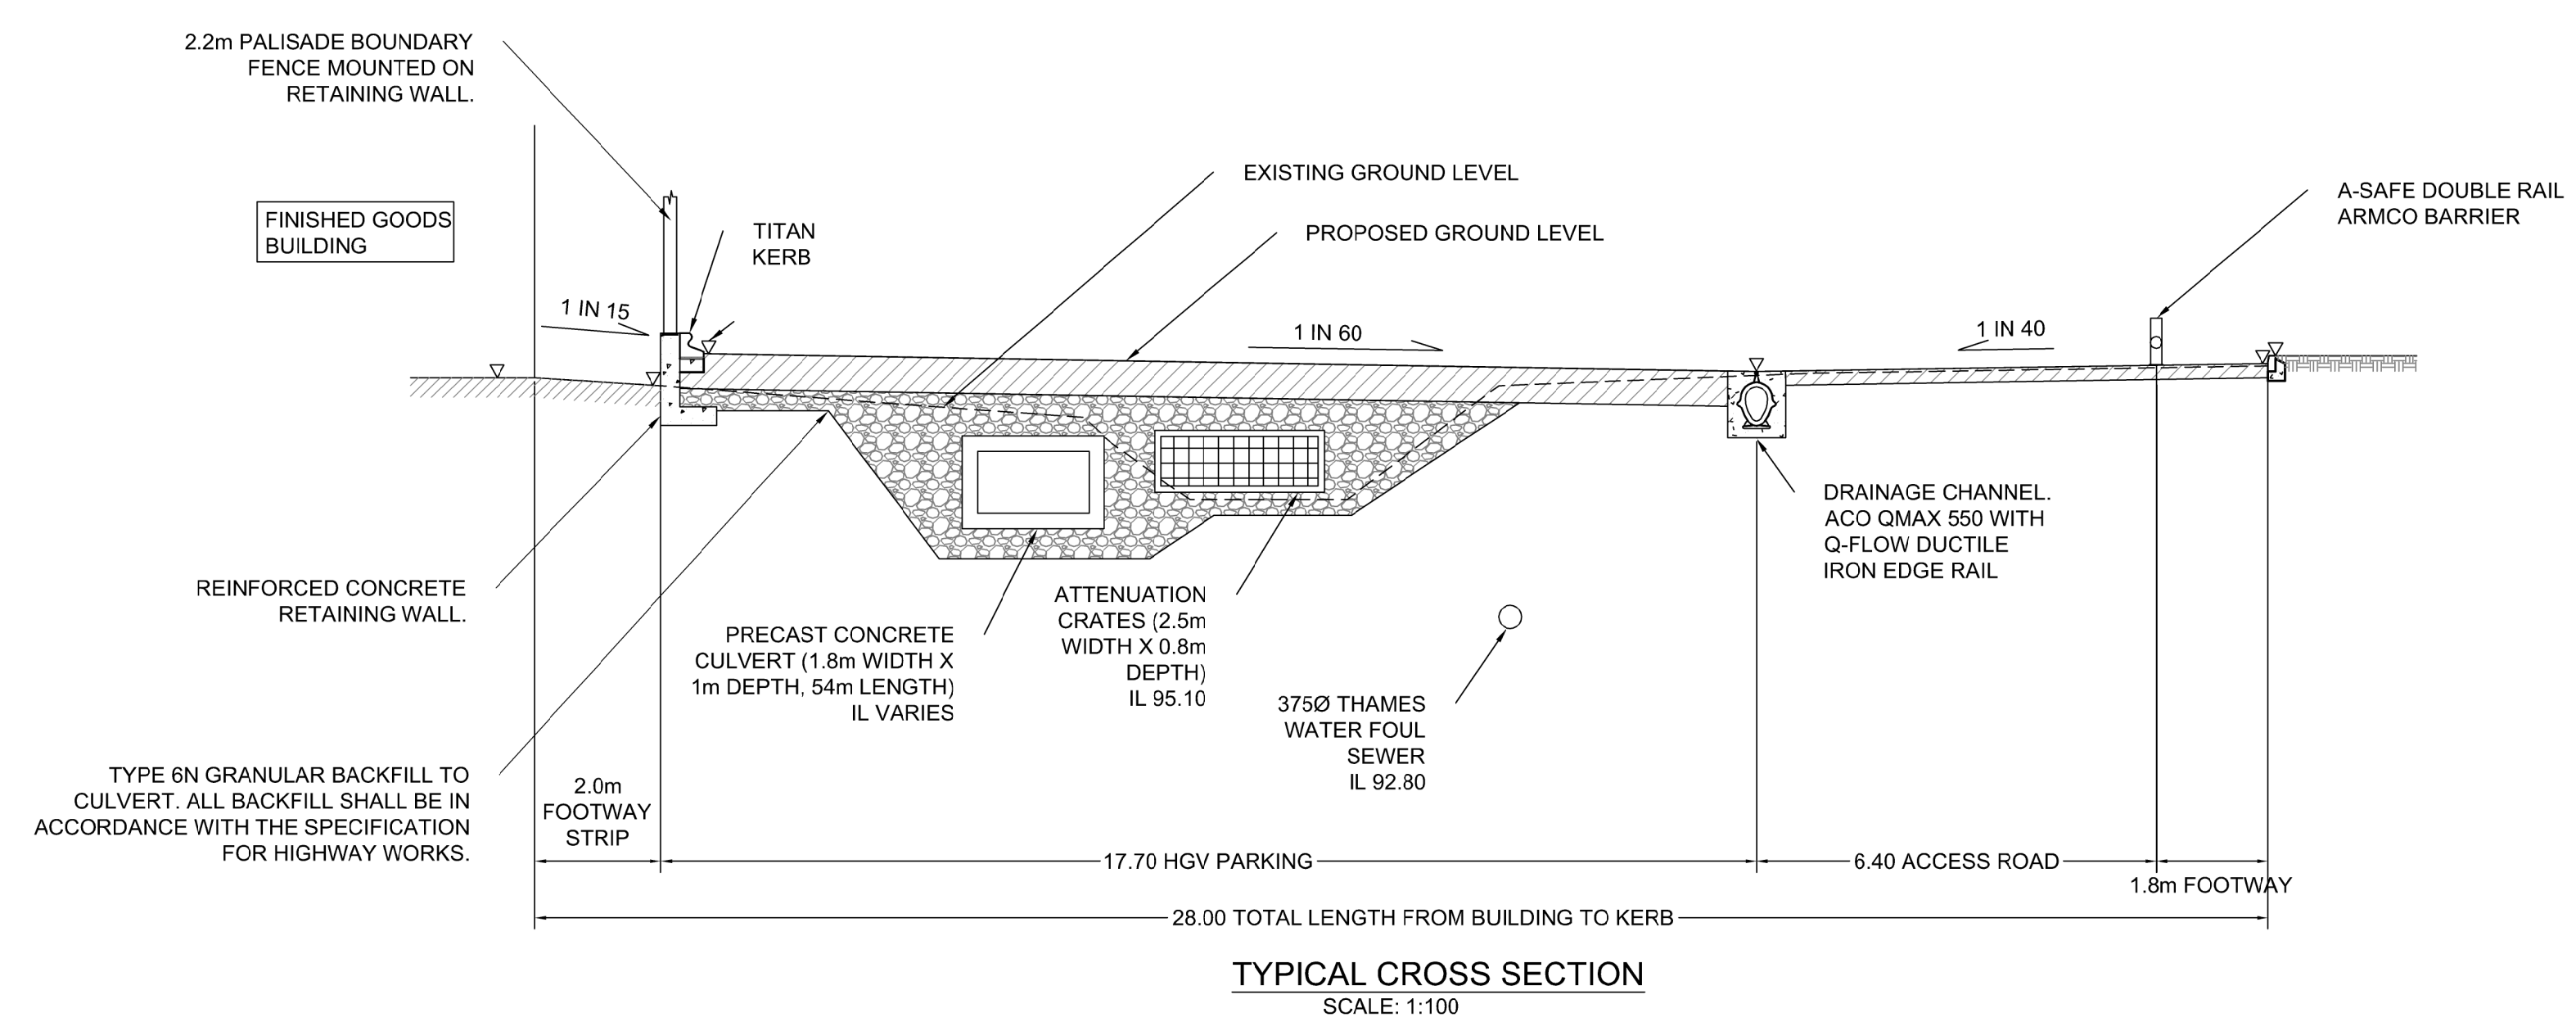 2.2m PALISADE BOUNDARY
FENCE MOUNTED ON
RETAINING WALL.
EXISTING GROUND LEVEL
A-SAFE DOUBLE RAIL
ARMCO BARRIER
FINISHED GOODS
BUILDING
TITAN
KERB
PROPOSED GROUND LEVEL
1 IN 15
1 IN 60
1 IN 40
DRAINAGE CHANNEL.
ACO QMAX 550 WITH
Q-FLOW DUCTILE
IRON EDGE RAIL
REINFORCED CONCRETE
RETAINING WALL.
PRECAST CONCRETE
CULVERT (1.8m WIDTH X
1m DEPTH, 54m LENGTH)
IL VARIES
ATTENUATION
CRATES (2.5m
WIDTH X 0.8m
DEPTH)
IL 95.10
375Ø THAMES
WATER FOUL
SEWER
IL 92.80
TYPE 6N GRANULAR BACKFILL TO
CULVERT. ALL BACKFILL SHALL BE IN
ACCORDANCE WITH THE SPECIFICATION
FOR HIGHWAY WORKS.
2.0m
FOOTWAY
STRIP
17.70 HGV PARKING
6.40 ACCESS ROAD
1.8m FOOTWAY
28.00 TOTAL LENGTH FROM BUILDING TO KERB
TYPICAL CROSS SECTION
SCALE: 1:100